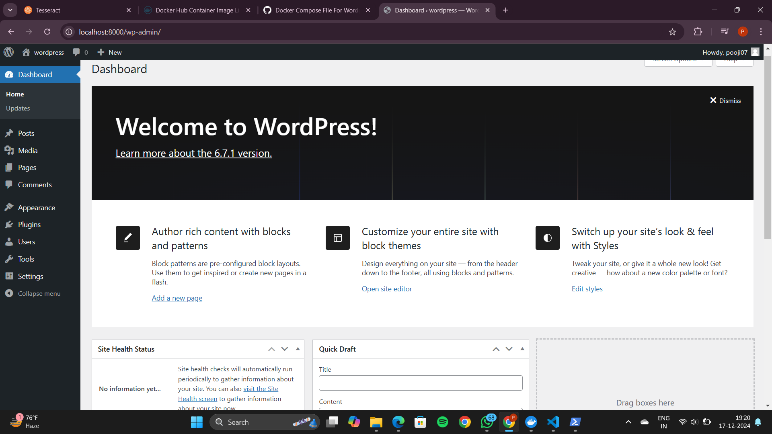 Tesseract
Docker Hub Container Image Li
Docker Compose File For Word
Dashboard ‹ wordpress — Wor
localhost:8000/wp-admin/
wordpress
0
New
Howdy, pooji07
Dashboard
Home
Updates
Posts
Media
Pages
Comments
Appearance
Plugins
Users
Tools
Settings
Collapse menu
Dashboard
Dismiss
Welcome to WordPress!
Learn more about the 6.7.1 version.
Author rich content with blocks
and patterns
Block patterns are pre-configured block layouts.
Use them to get inspired or create new pages in a
flash.
Add a new page
Customize your entire site with
block themes
Design everything on your site — from the header
down to the footer, all using blocks and patterns.
Open site editor
Switch up your site's look & feel
with Styles
Tweak your site, or give it a whole new look! Get
creative — how about a new color palette or font?
Edit styles
Site Health Status
No information yet...
Site health checks will automatically run
periodically to gather information about
your site. You can also visit the Site
Health screen to gather information
about your site now.
Quick Draft
Title
Content
Drag boxes here
76°F
Haze
Search
ENG
IN
19:20
17-12-2024